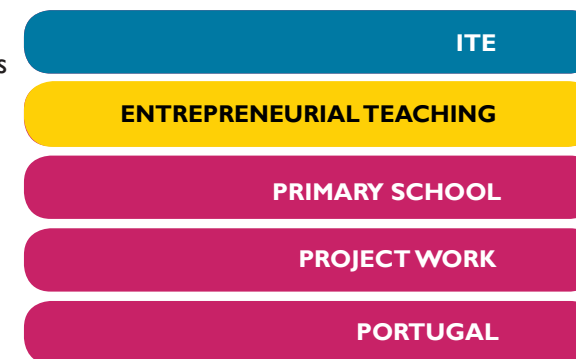 ITE
s
ENTREPRENEURIAL TEACHING
PRIMARY SCHOOL
PROJECT WORK
PORTUGAL